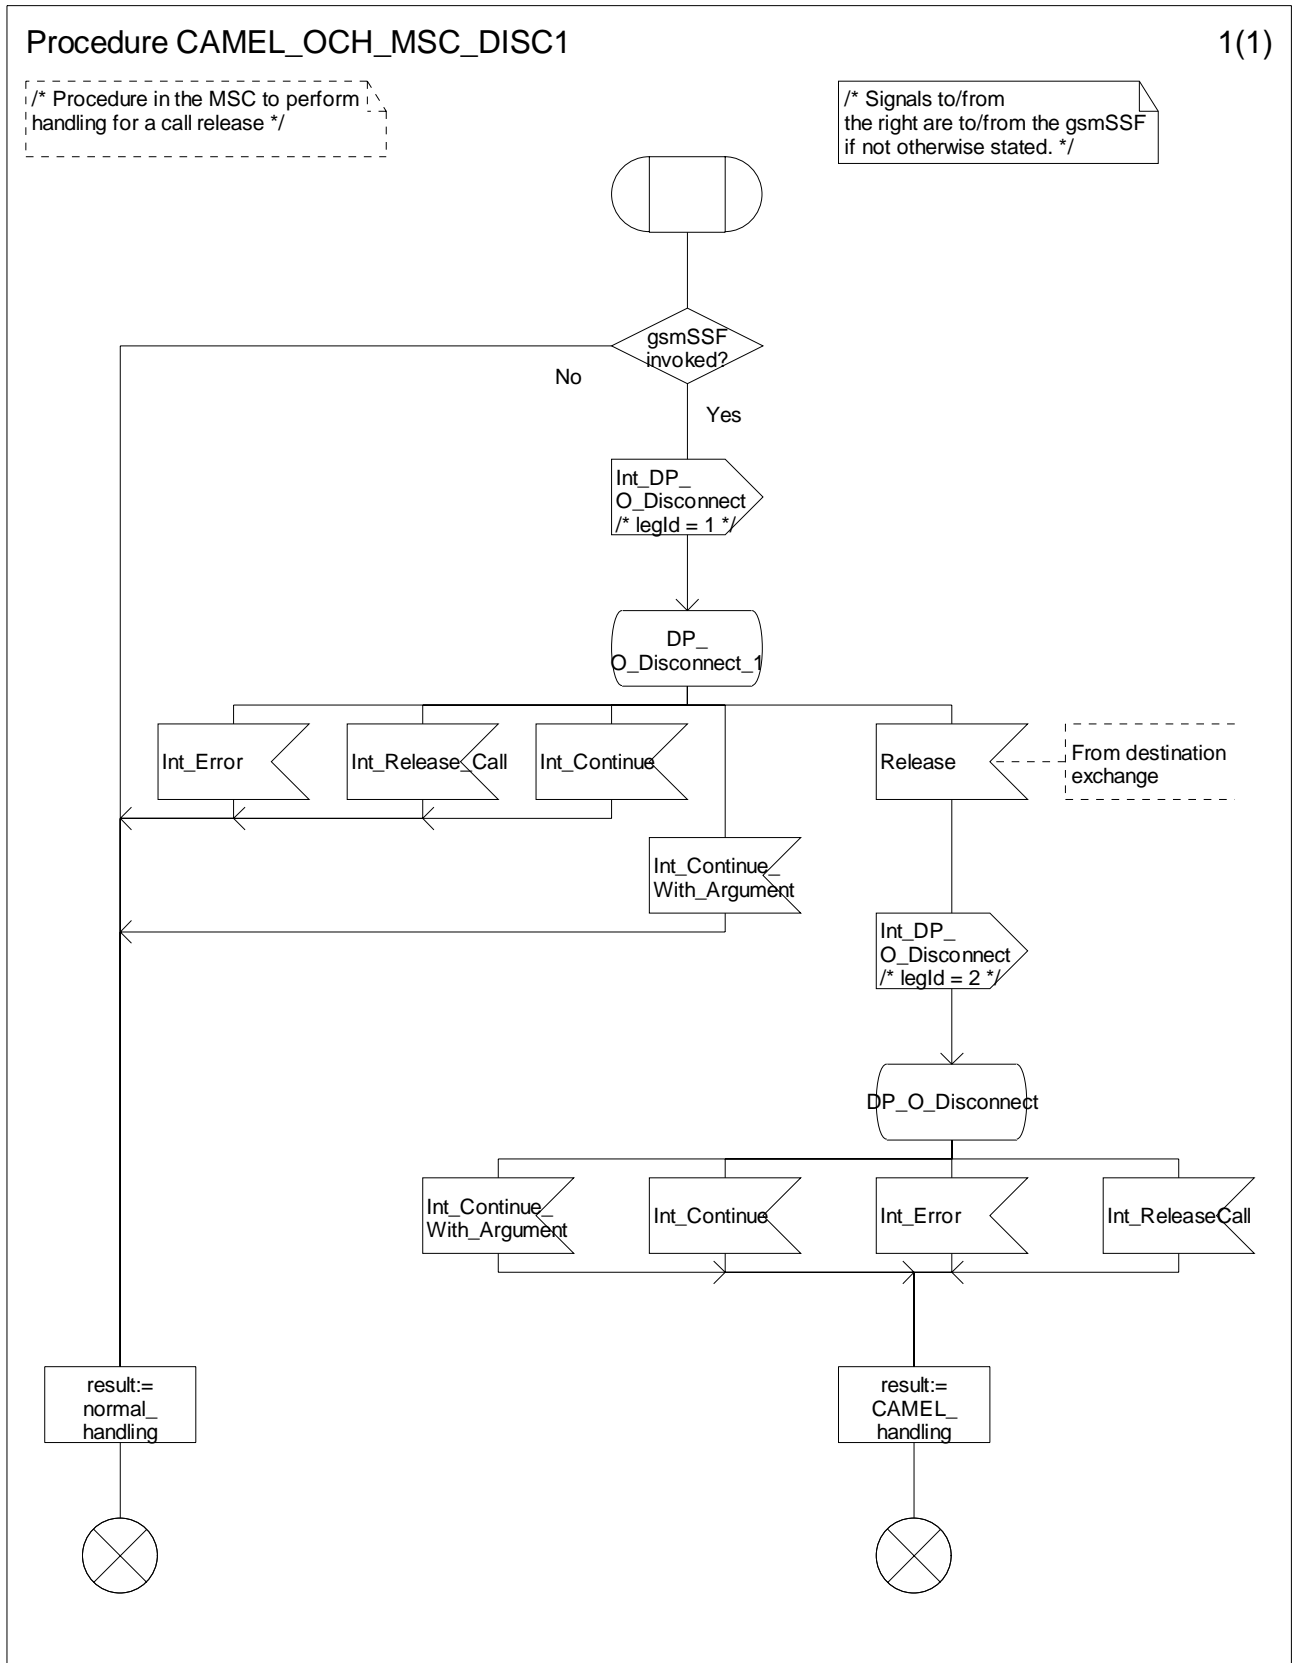 Procedure CAMEL_OCH_MSC_DISC1
1(1)
/* Procedure in the MSC to perform
handling for a call release */
/* Signals to/from
the right are to/from the gsmSSF
if not otherwise stated. */
gsmSSF
invoked?
No
Yes
Int_DP_
O_Disconnect
/* legId = 1 */
DP_
O_Disconnect_1
Int_Error
Int_Release_Call
Int_Continue
Release
From destination
exchange
Int_Continue_
With_Argument
Int_DP_
O_Disconnect
/* legId = 2 */
DP_O_Disconnect
Int_Continue_
With_Argument
Int_Continue
Int_Error
Int_ReleaseCall
result:=
normal_
handling
result:=
CAMEL_
handling